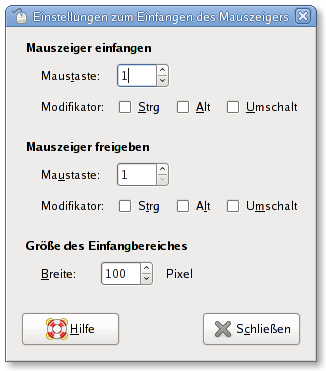 Einstellungen zum Einfangen des Mauszeigers
Mauszeiger einfangen
Maustaste: 1
Modifikator: Strg Alt Umschalt
Mauszeiger freigeben
Maustaste: 1
Modifikator: Strg Alt Umschalt
Größe des Einfangbereiches
Breite: 100 Pixel
Hilfe Schließen